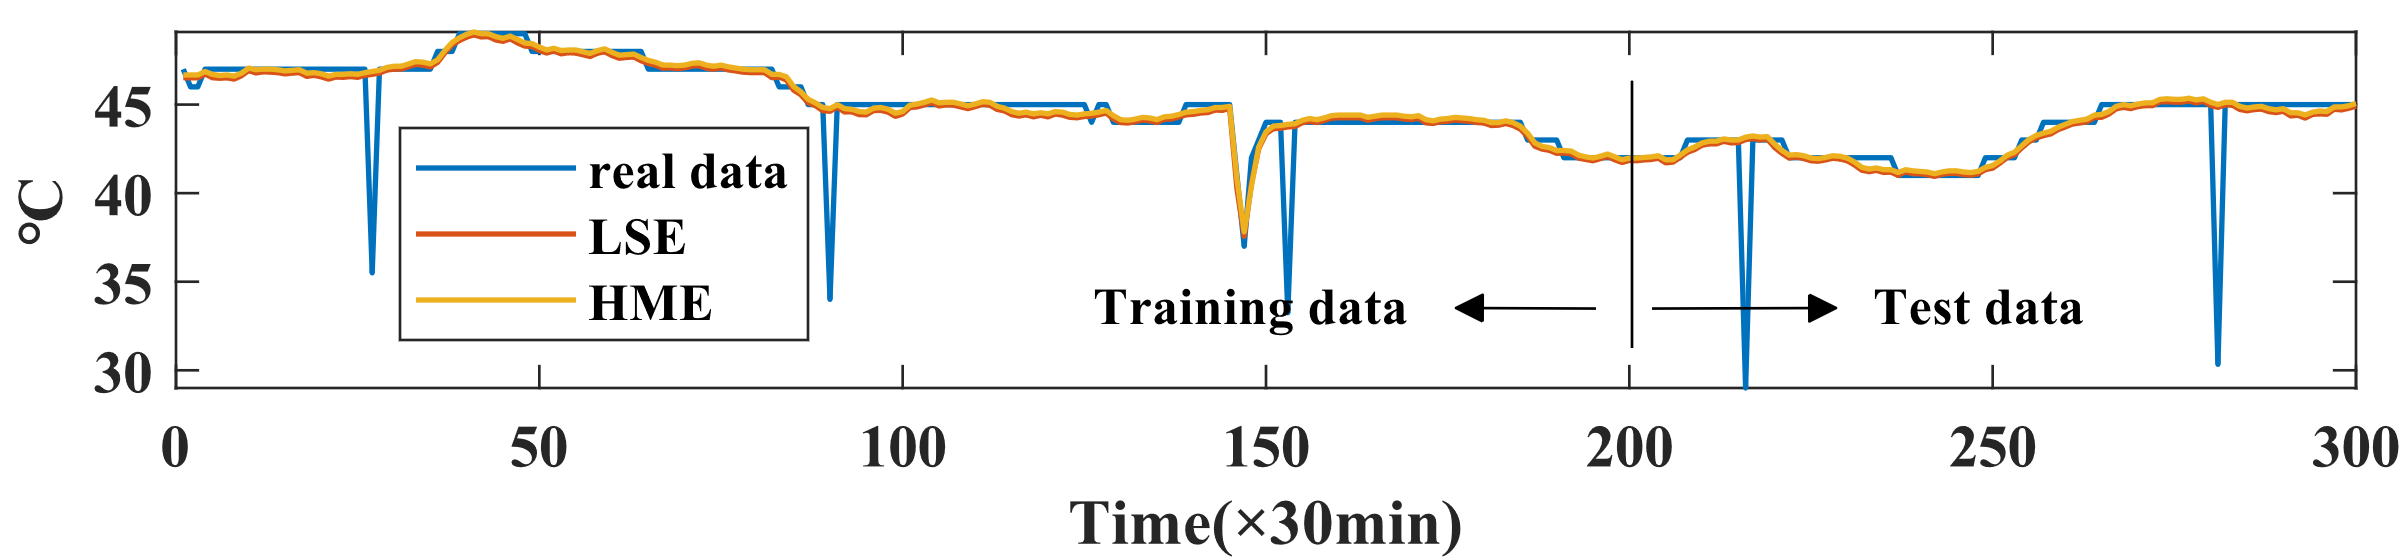 °C
45
40
35
30
real data
LSE
HME
Training data
Test data
0 50 100 150 200 250 300
Time(×30min)